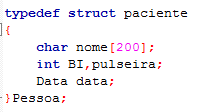 typedef struct paciente
{
char nome[200];
int BI,pulseira;
Data data;
}Pessoa;